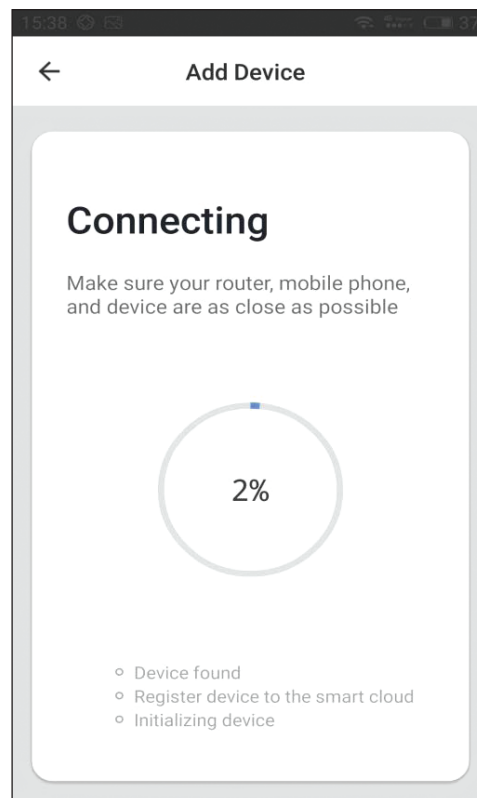 15:38 37
Add Device
Connecting
Make sure your router, mobile phone,
and device are as close as possible
2%
Device found
Register device to the smart cloud
Initializing device